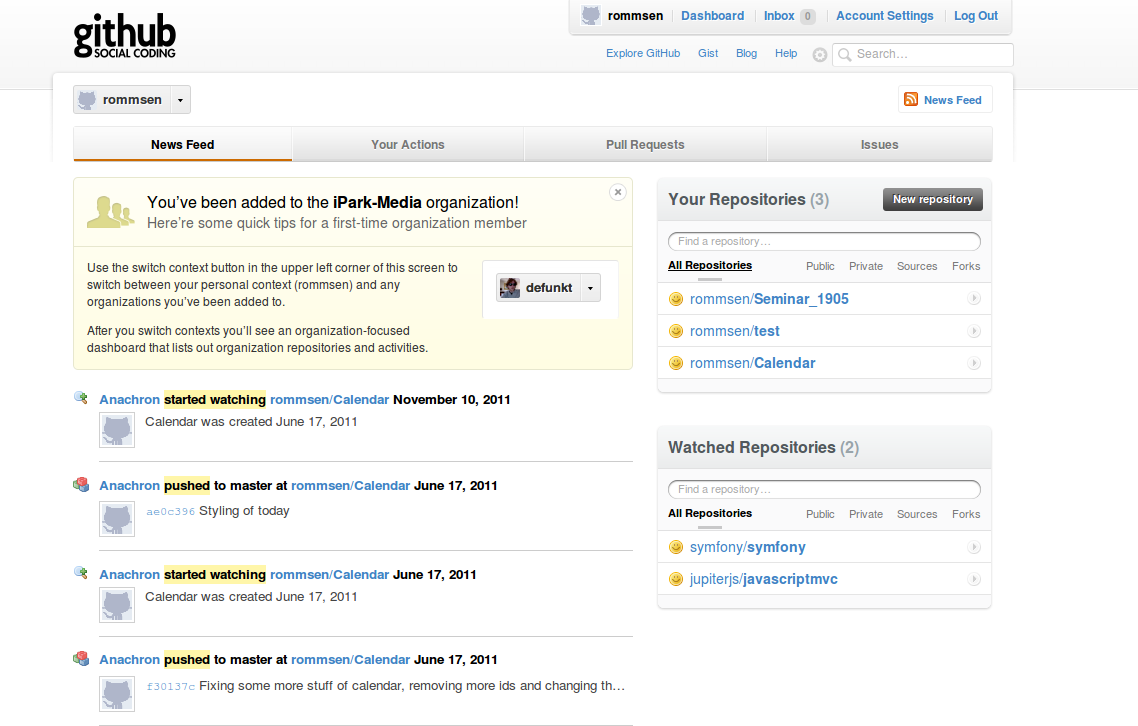 github
SOCIAL CODING
rommsen Dashboard Inbox 0 Account Settings Log Out
Explore GitHub Gist Blog Help Search…
rommsen
News Feed
News Feed Your Actions Pull Requests Issues
You’ve been added to the iPark-Media organization!
Here’re some quick tips for a first-time organization member
Use the switch context button in the upper left corner of this screen to
switch between your personal context (rommsen) and any
organizations you’ve been added to.
defunkt
After you switch contexts you’ll see an organization-focused
dashboard that lists out organization repositories and activities.
Anachron started watching rommsen/Calendar November 10, 2011
Calendar was created June 17, 2011
Anachron pushed to master at rommsen/Calendar June 17, 2011
ae0c396 Styling of today
Anachron started watching rommsen/Calendar June 17, 2011
Calendar was created June 17, 2011
Anachron pushed to master at rommsen/Calendar June 17, 2011
f30137c Fixing some more stuff of calendar, removing more ids and changing th…
Your Repositories (3)
New repository
Find a repository…
All Repositories Public Private Sources Forks
rommsen/Seminar_1905
rommsen/test
rommsen/Calendar
Watched Repositories (2)
Find a repository…
All Repositories Public Private Sources Forks
symfony/symfony
jupiterjs/javascriptmvc